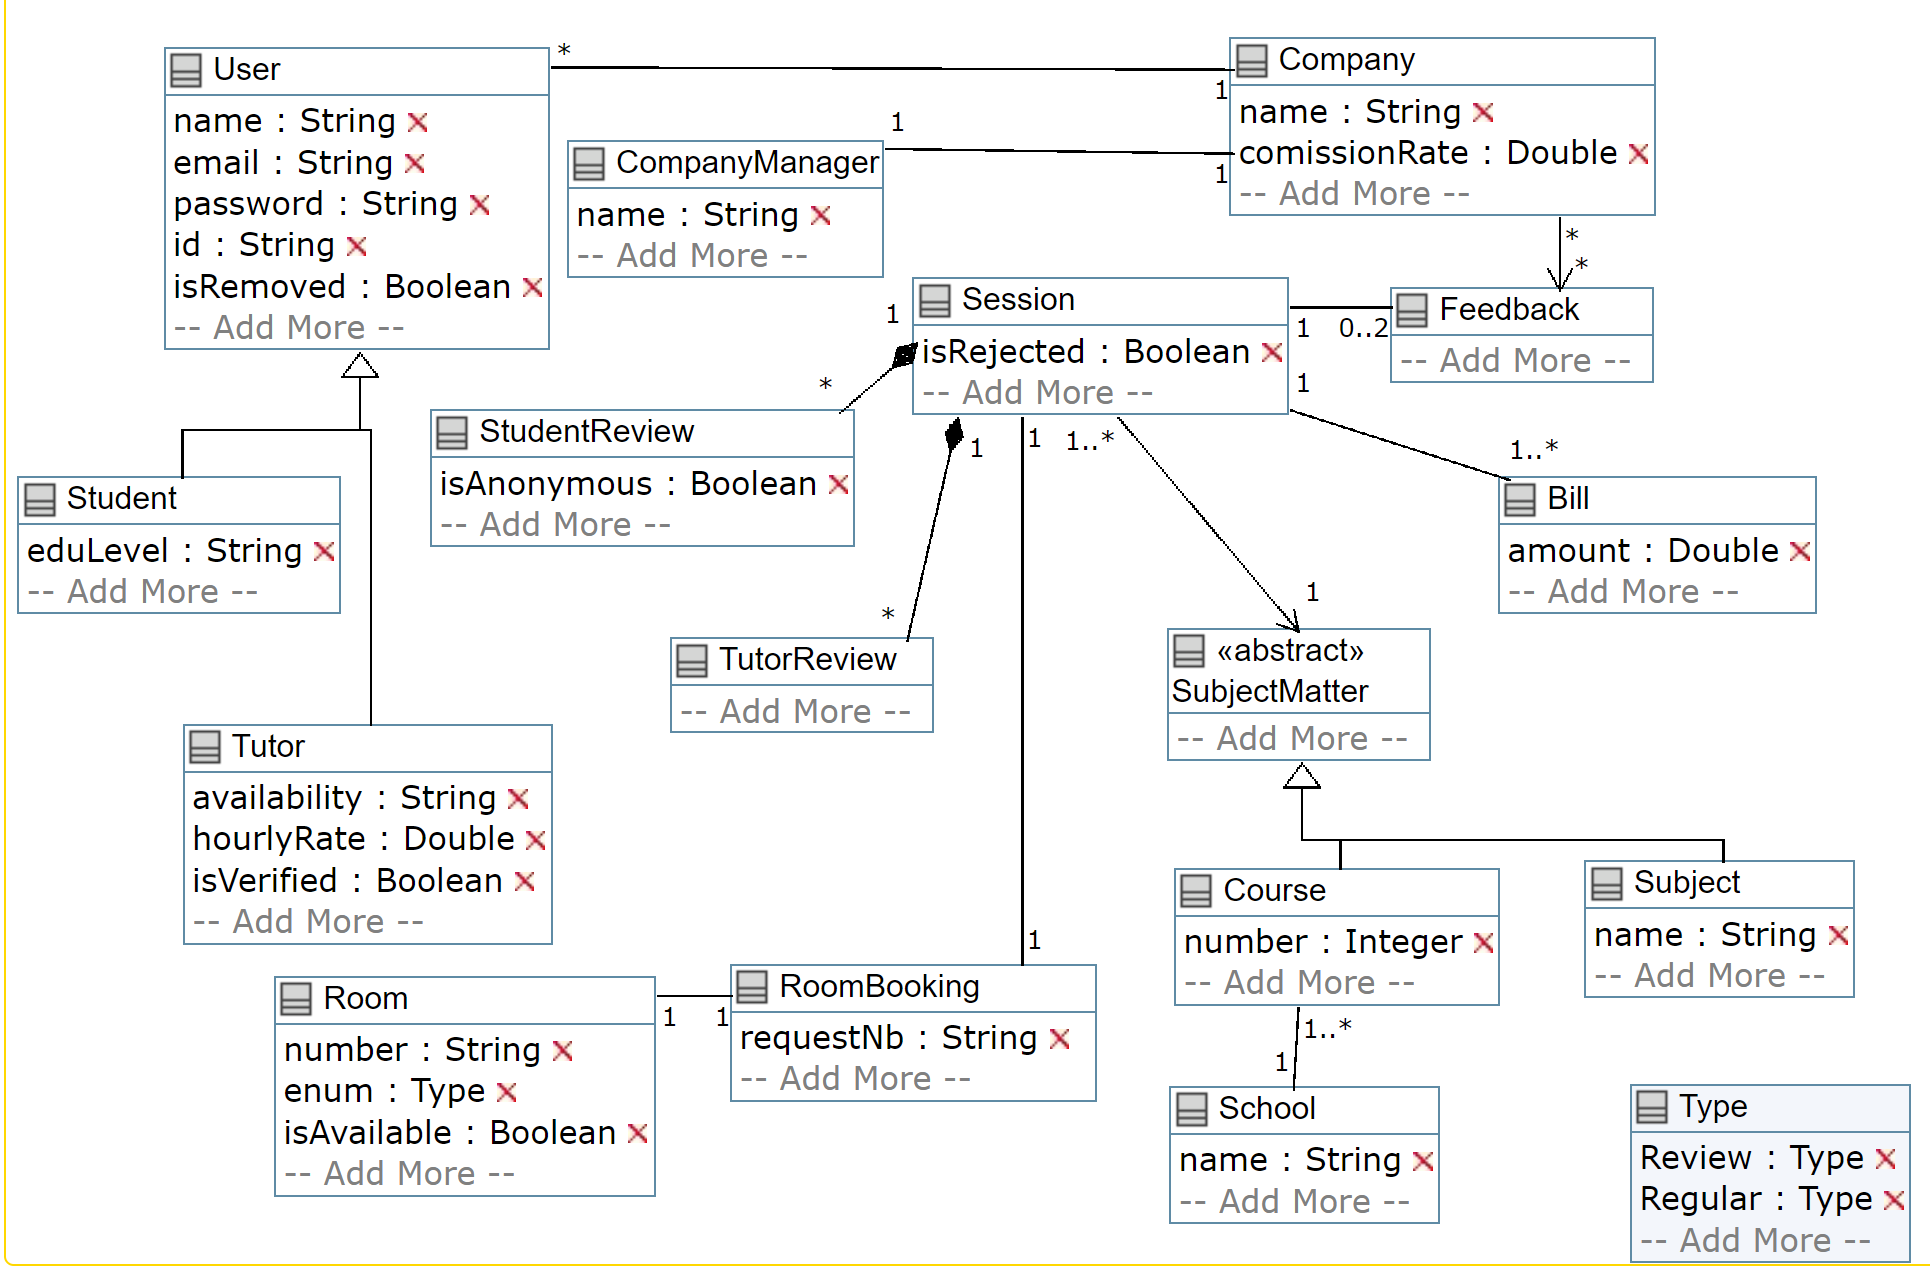 User
name : String
email : String
password : String
id : String
isRemoved : Boolean
-- Add More --
*
1
Company
name : String
comissionRate : Double
-- Add More --
1
1
CompanyManager
name : String
-- Add More --
*
*
Session
isRejected : Boolean
-- Add More --
1
0..2
Feedback
-- Add More --
1
*
StudentReview
isAnonymous : Boolean
-- Add More --
1
1..*
Bill
amount : Double
-- Add More --
Student
eduLevel : String
-- Add More --
1
*
TutorReview
-- Add More --
1
1..*
1
«abstract»
SubjectMatter
-- Add More --
Tutor
availability : String
hourlyRate : Double
isVerified : Boolean
-- Add More --
Course
number : Integer
-- Add More --
Subject
name : String
-- Add More --
1
Room
number : String
enum : Type
isAvailable : Boolean
-- Add More --
1
1
RoomBooking
requestNb : String
-- Add More --
1..*
1
School
name : String
-- Add More --
Type
Review : Type
Regular : Type
-- Add More --